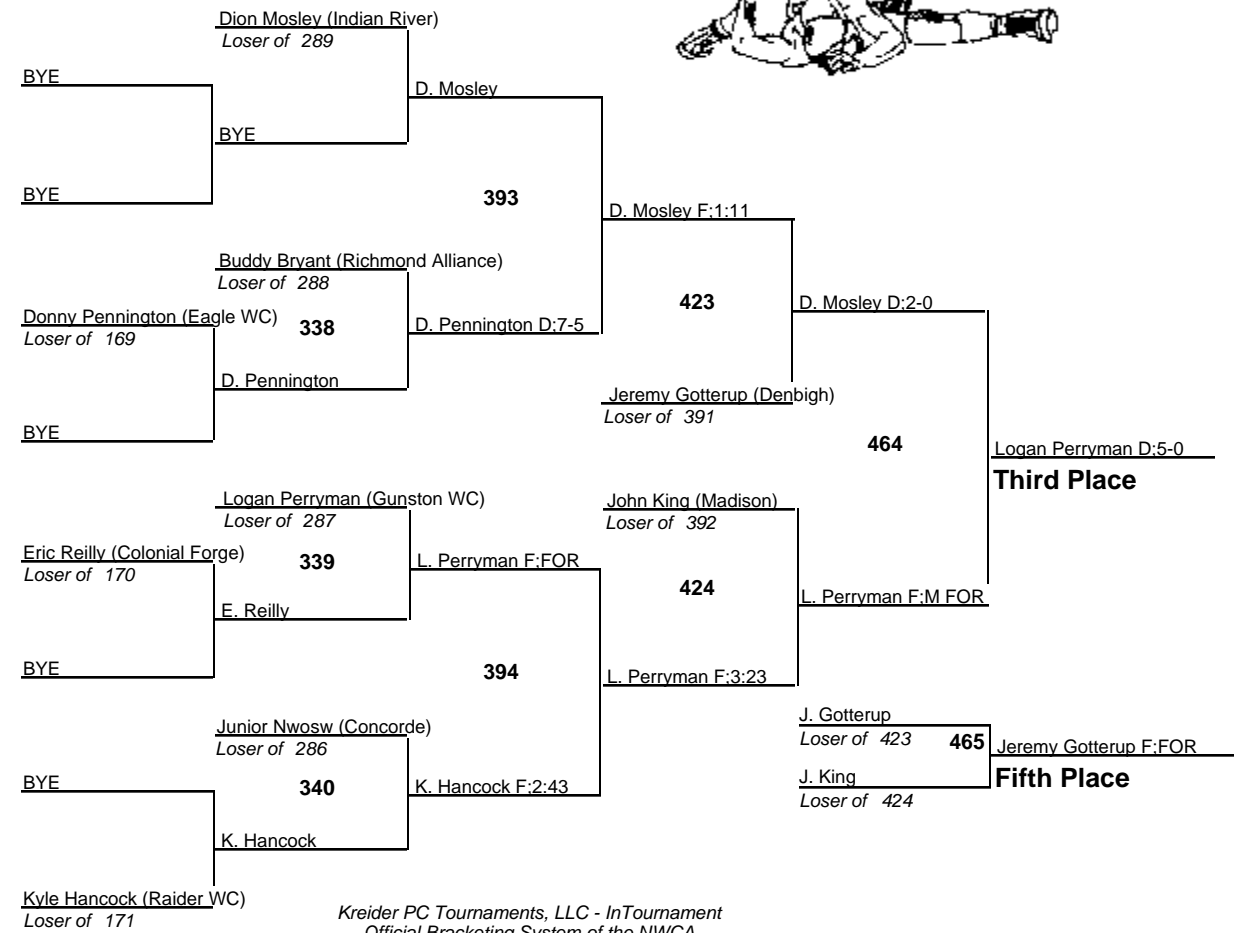 Dion Mosley (Indian River)
Loser of 289
BYE
D. Mosley
BYE
BYE
393
D. Mosley F;1:11
Buddy Bryant (Richmond Alliance)
Loser of 288
423
D. Mosley D;2-0
Donny Pennington (Eagle WC)
338
D. Pennington D;7-5
Loser of 169
D. Pennington
Jeremy Gotterup (Denbigh)
Loser of 391
BYE
464
Logan Perryman D;5-0
Third Place
Logan Perryman (Gunston WC)
Loser of 287
John King (Madison)
Loser of 392
Eric Reilly (Colonial Forge)
339
L. Perryman F;FOR
Loser of 170
424
L. Perryman F;M FOR
E. Reilly
BYE
394
L. Perryman F;3:23
Junior Nwosw (Concorde)
Loser of 286
J. Gotterup
Loser of 423
465
Jeremy Gotterup F;FOR
BYE
340
K. Hancock F;2:43
J. King
Fifth Place
Loser of 424
K. Hancock
Kyle Hancock (Raider WC)
Loser of 171
Kreider PC Tournaments, LLC - InTournament
Official Bracketing System of the NWCA